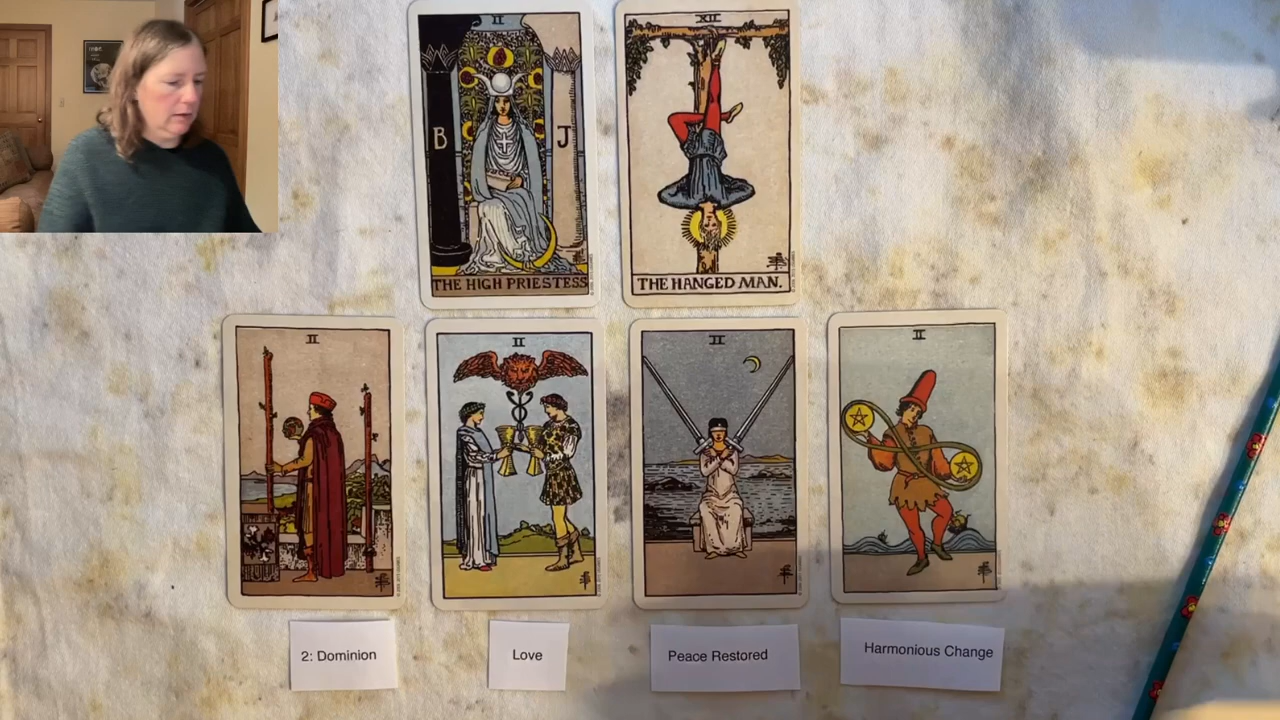 II
XII
B
J
THE HIGH PRIESTESS
THE HANGED MAN.
II
II
II
II
2: Dominion
Love
Peace Restored
Harmonious Change